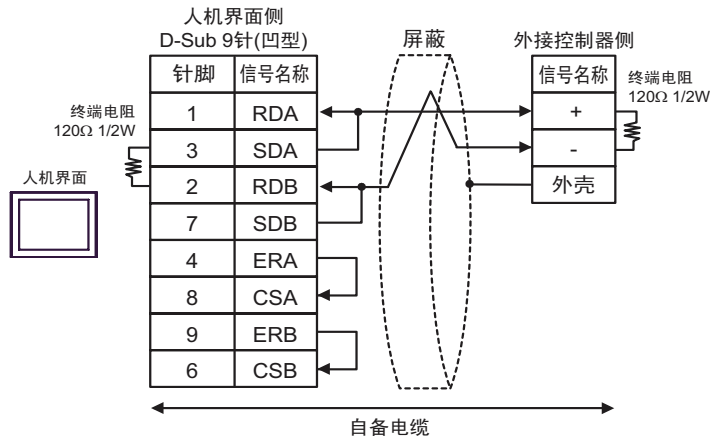 人机界面侧
D-Sub 9针(凹型)
屏蔽
外接控制器侧
针脚 信号名称
信号名称
终端电阻
120Ω 1/2W
终端电阻
120Ω 1/2W
1 RDA
+
3 SDA
-
2 RDB
外壳
人机界面
7 SDB
4 ERA
8 CSA
9 ERB
6 CSB
自备电缆